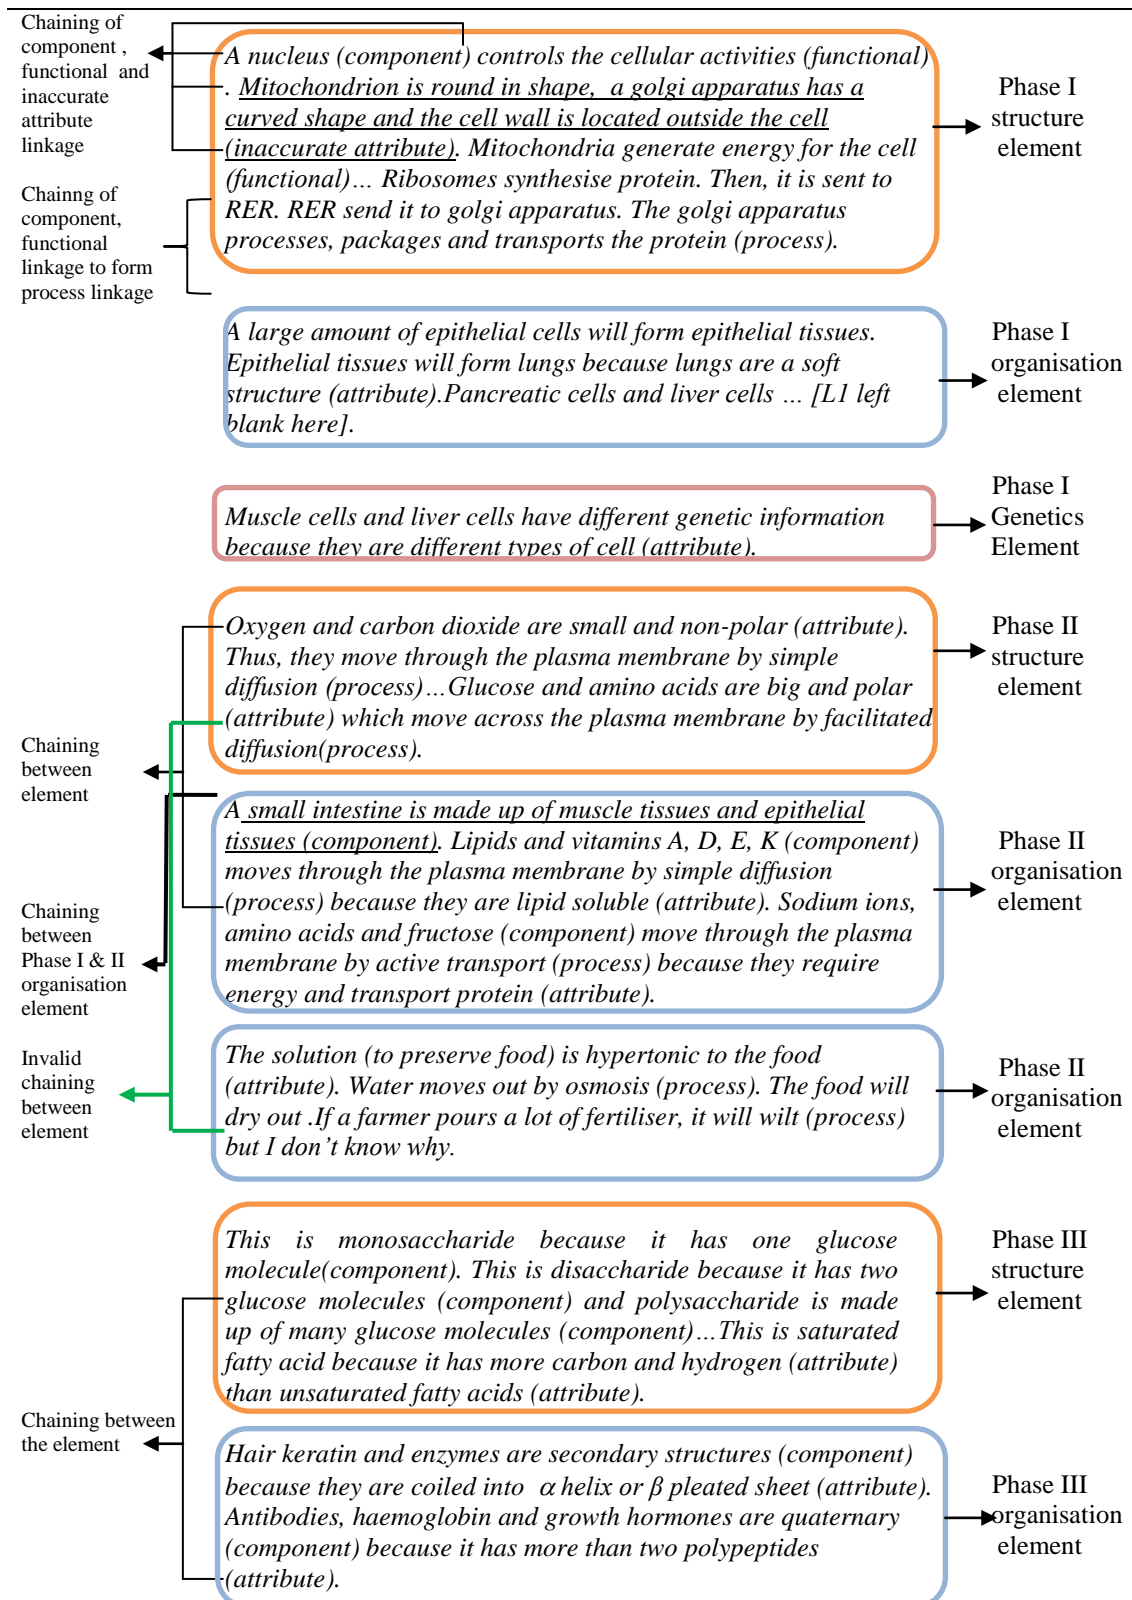 Chaining of
component ,
functional and
inaccurate
attribute
linkage
A nucleus (component) controls the cellular activities (functional)
. Mitochondrion is round in shape, a golgi apparatus has a
curved shape and the cell wall is located outside the cell
(inaccurate attribute). Mitochondria generate energy for the cell
(functional)… Ribosomes synthesise protein. Then, it is sent to
RER. RER send it to golgi apparatus. The golgi apparatus
processes, packages and transports the protein (process).
Phase I
structure
element
Chainng of
component,
functional
linkage to form
process linkage
A large amount of epithelial cells will form epithelial tissues.
Epithelial tissues will form lungs because lungs are a soft
structure (attribute).Pancreatic cells and liver cells … [L1 left
blank here].
Phase I
organisation
element
Muscle cells and liver cells have different genetic information
because they are different types of cell (attribute).
Phase I
Genetics
Element
Oxygen and carbon dioxide are small and non-polar (attribute).
Thus, they move through the plasma membrane by simple
diffusion (process)…Glucose and amino acids are big and polar
(attribute) which move across the plasma membrane by facilitated
diffusion(process).
Phase II
structure
element
Chaining
between
element
A small intestine is made up of muscle tissues and epithelial
tissues (component). Lipids and vitamins A, D, E, K (component)
moves through the plasma membrane by simple diffusion
(process) because they are lipid soluble (attribute). Sodium ions,
amino acids and fructose (component) move through the plasma
membrane by active transport (process) because they require
energy and transport protein (attribute).
Phase II
organisation
element
Chaining
between
Phase I & II
organisation
element
Invalid
chaining
between
element
The solution (to preserve food) is hypertonic to the food
(attribute). Water moves out by osmosis (process). The food will
dry out .If a farmer pours a lot of fertiliser, it will wilt (process)
but I don’t know why.
Phase II
organisation
element
This is monosaccharide because it has one glucose
molecule(component). This is disaccharide because it has two
glucose molecules (component) and polysaccharide is made
up of many glucose molecules (component)…This is saturated
fatty acid because it has more carbon and hydrogen (attribute)
than unsaturated fatty acids (attribute).
Phase III
structure
element
Chaining between
the element
Hair keratin and enzymes are secondary structures (component)
because they are coiled into α helix or β pleated sheet (attribute).
Antibodies, haemoglobin and growth hormones are quaternary
(component) because it has more than two polypeptides
(attribute).
Phase III
organisation
element